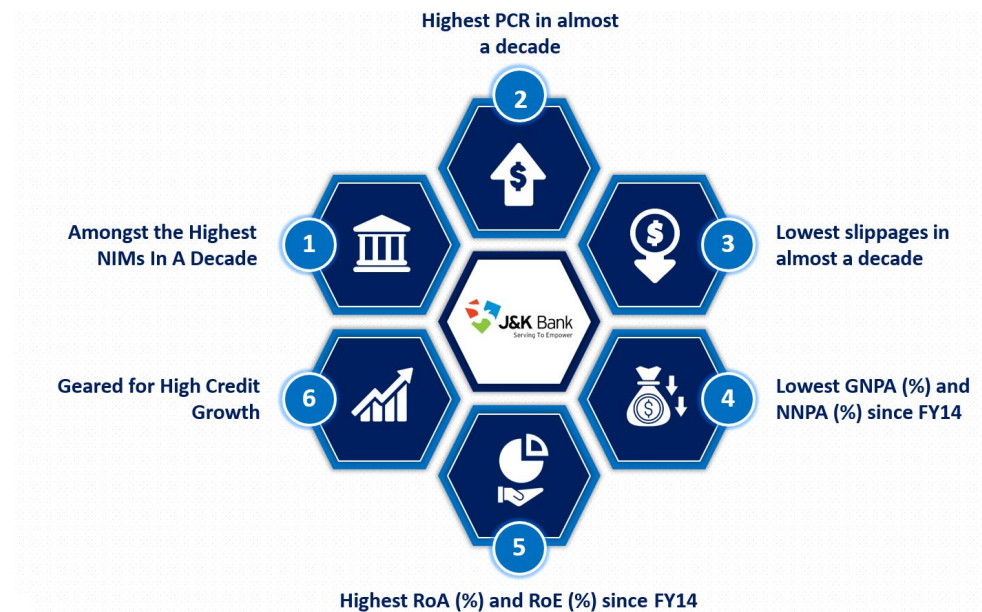 Highest PCR in almost
a decade
2
Amongst the Highest
NIMs In A Decade
1
3
Lowest slippages in
almost a decade
J&K Bank
Serving To Empower
Geared for High Credit
Growth
6
4
Lowest GNPA (%) and
NNPA (%) since FY14
5
Highest RoA (%) and RoE (%) since FY14